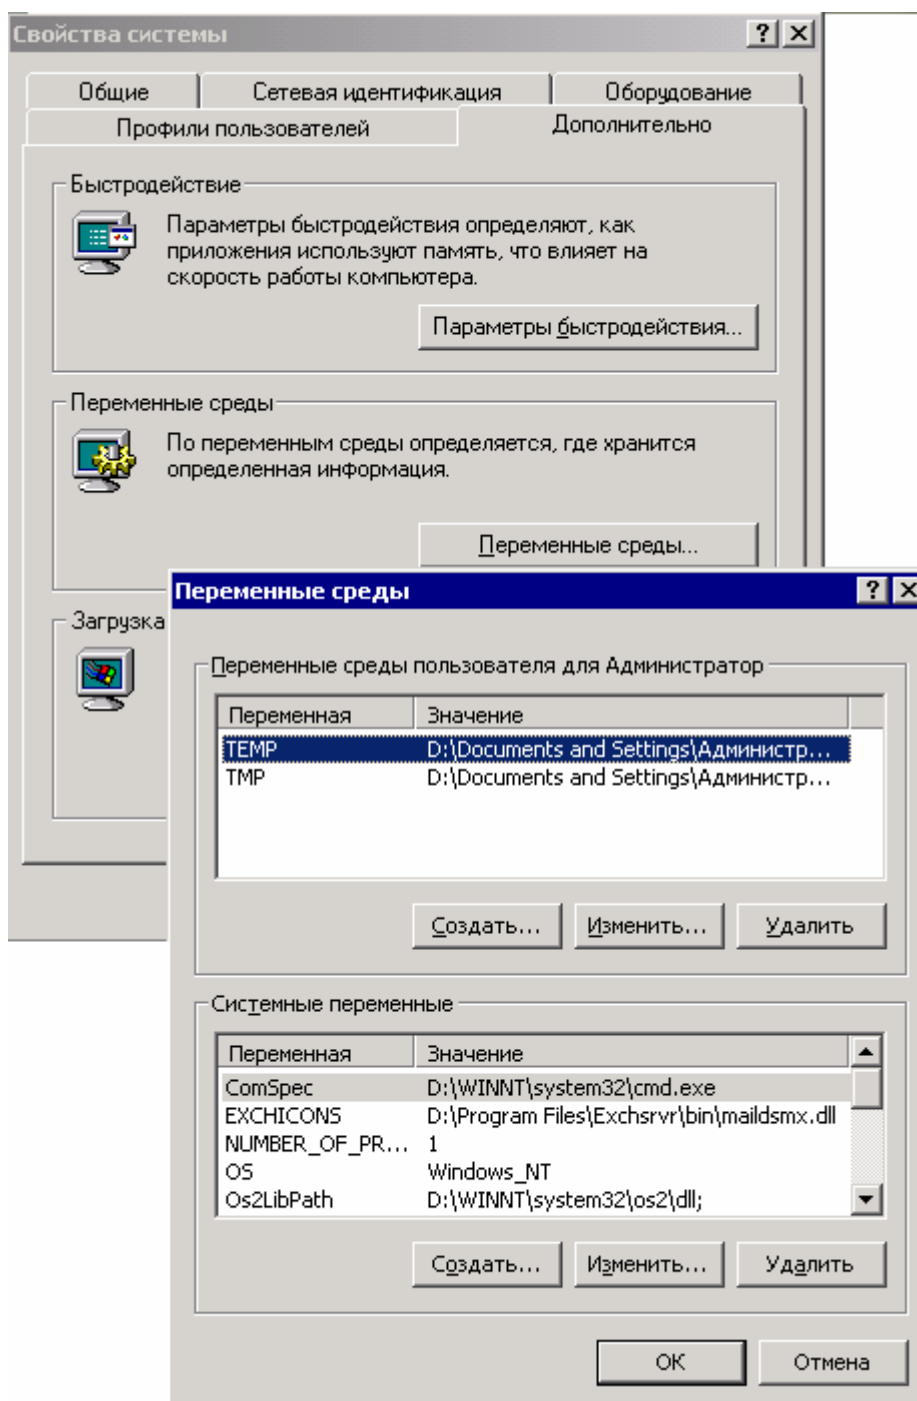 Свойства системы
Общие
Сетевая идентификация
Оборудование
Профили пользователей
Дополнительно
Быстродействие
Параметры быстродействия определяют, как
приложения используют память, что влияет на
скорость работы компьютера.
Параметры быстродействия...
Переменные среды
По переменным среды определяется, где хранится
определенная информация.
Переменные среды...
Загрузка
Переменные среды
Переменные среды пользователя для Администратор
Переменная Значение
TEMP D:\Documents and Settings\Администр...
TMP D:\Documents and Settings\Администр...
Создать... Изменить... Удалить
Системные переменные
Переменная Значение
ComSpec D:\WINNT\system32\cmd.exe
EXCHICONS D:\Program Files\Exchsrvr\bin\maildsmx.dll
NUMBER_OF_PR... 1
OS Windows_NT
Os2LibPath D:\WINNT\system32\os2\dll;
Создать... Изменить... Удалить
ОК Отмена